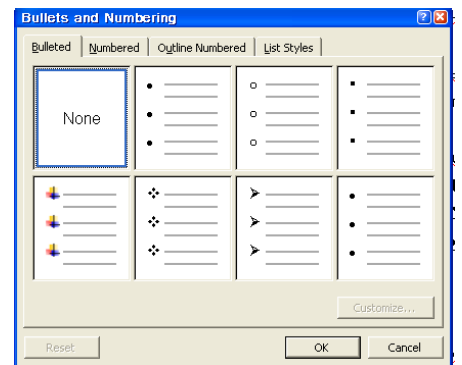 Bullets and Numbering
Bulleted Numbered Outline Numbered List Styles
None
Customize...
Reset OK Cancel